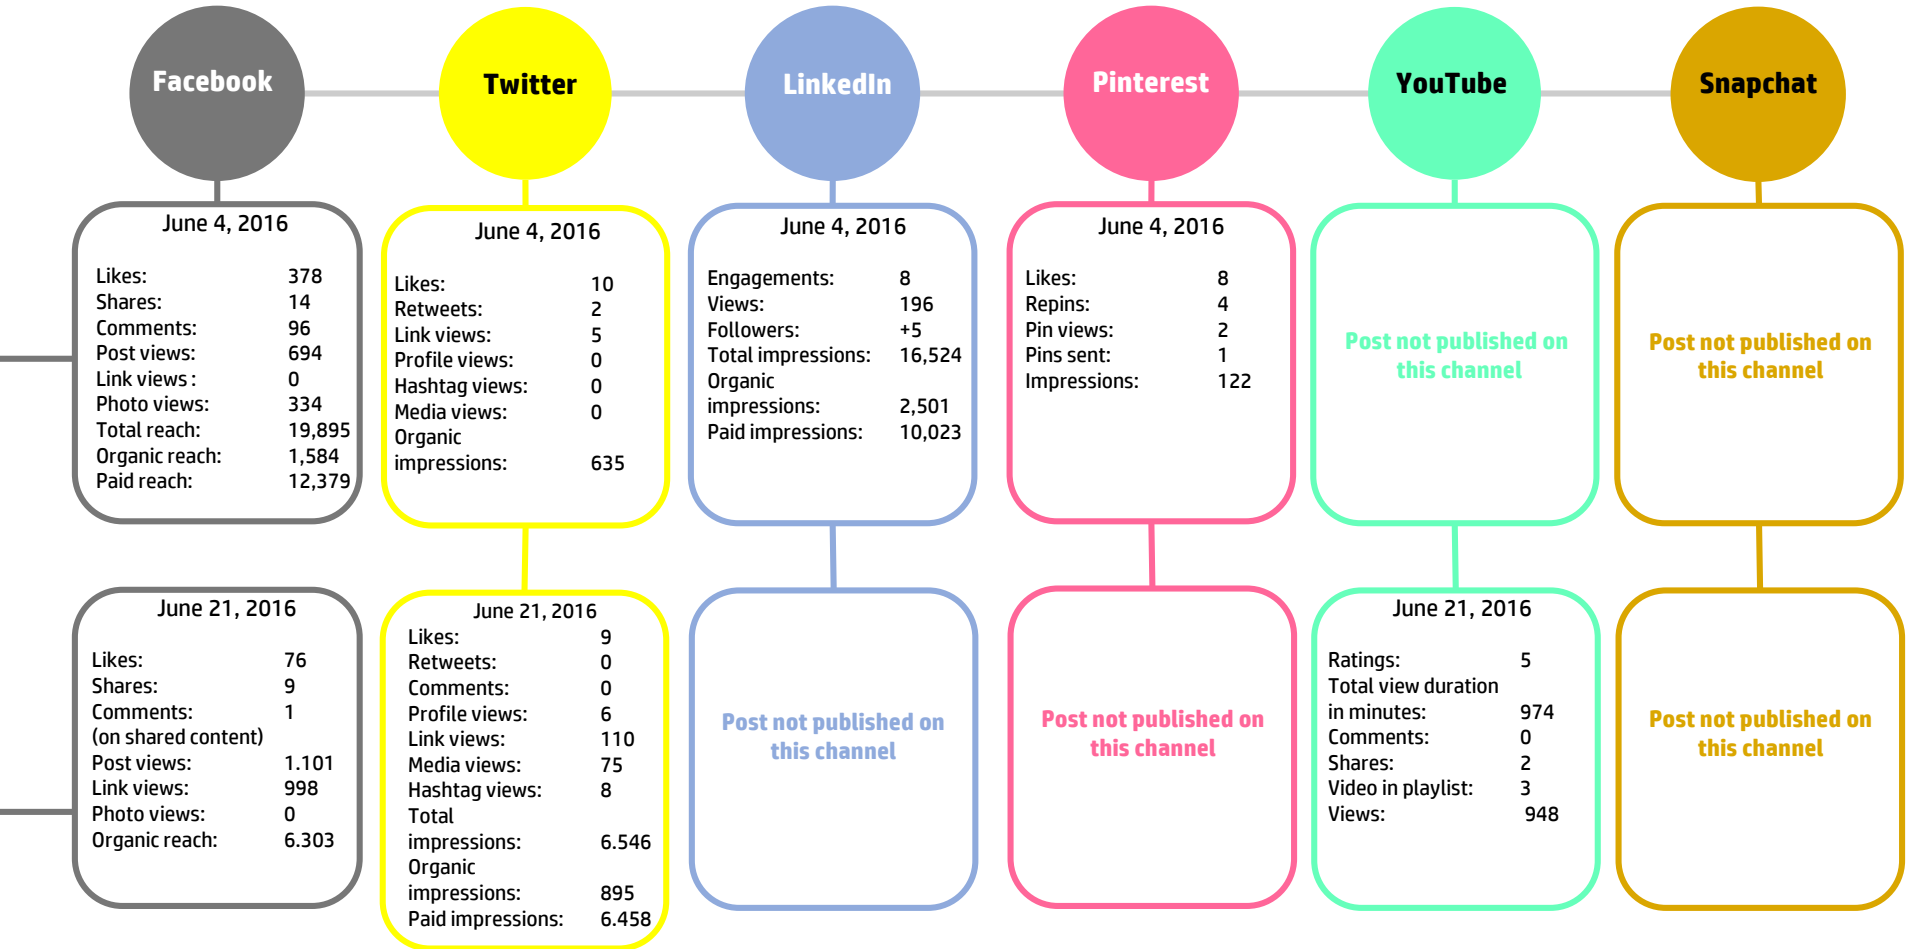 Facebook
Twitter
LinkedIn
Pinterest
YouTube
Snapchat
June 4, 2016
Likes: 378
Shares: 14
Comments: 96
Post views: 694
Link views : 0
Photo views: 334
Total reach: 19,895
Organic reach: 1,584
Paid reach: 12,379
June 4, 2016
Likes: 10
Retweets: 2
Link views: 5
Profile views: 0
Hashtag views: 0
Media views: 0
Organic
impressions: 635
June 4, 2016
Engagements: 8
Views: 196
Followers: +5
Total impressions: 16,524
Organic
impressions: 2,501
Paid impressions: 10,023
June 4, 2016
Likes: 8
Repins: 4
Pin views: 2
Pins sent: 1
Impressions: 122
Post not published on
this channel
Post not published on
this channel
June 21, 2016
Likes: 76
Shares: 9
Comments: 1
(on shared content)
Post views: 1.101
Link views: 998
Photo views: 0
Organic reach: 6.303
June 21, 2016
Likes: 9
Retweets: 0
Comments: 0
Profile views: 6
Link views: 110
Media views: 75
Hashtag views: 8
Total
impressions: 6.546
Organic
impressions: 895
Paid impressions: 6.458
Post not published on
this channel
Post not published on
this channel
June 21, 2016
Ratings: 5
Total view duration
in minutes: 974
Comments: 0
Shares: 2
Video in playlist: 3
Views: 948
Post not published on
this channel